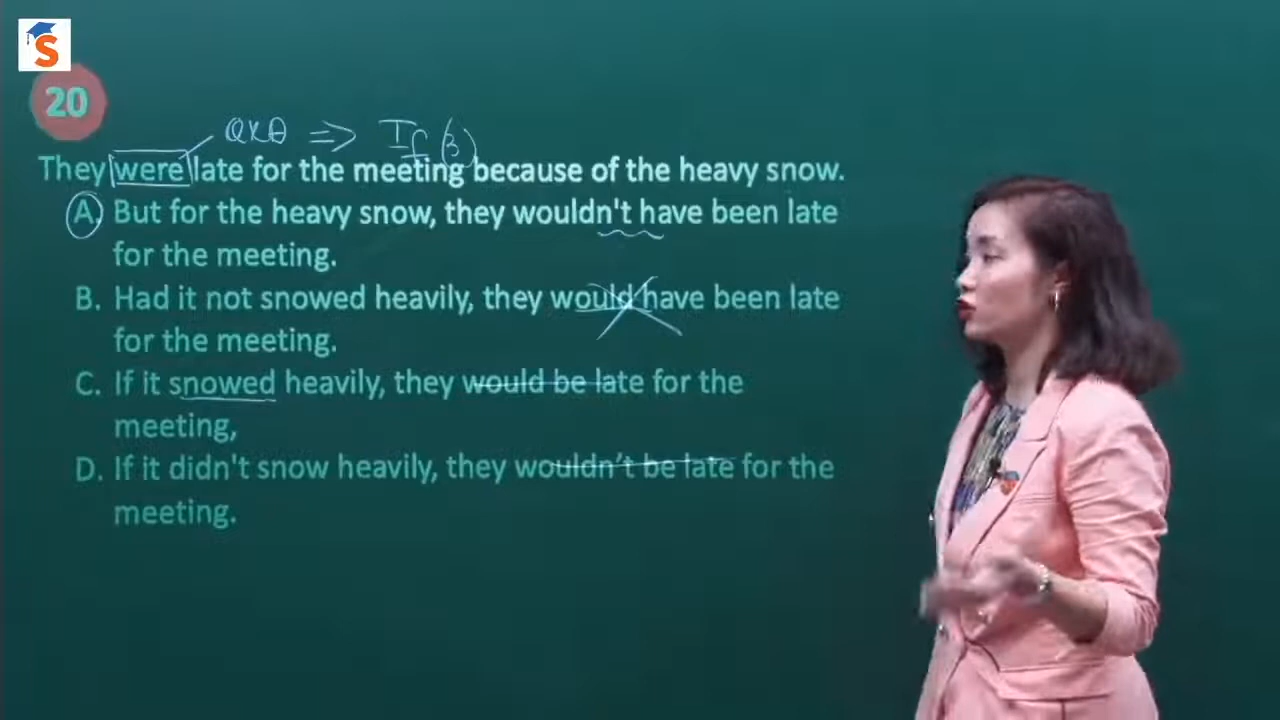 S
20
QKĐ => If (3)
They were late for the meeting because of the heavy snow.
A. But for the heavy snow, they wouldn't have been late
for the meeting.
B. Had it not snowed heavily, they would have been late
for the meeting.
C. If it snowed heavily, they would be late for the
meeting,
D. If it didn't snow heavily, they wouldn't be late for the
meeting.